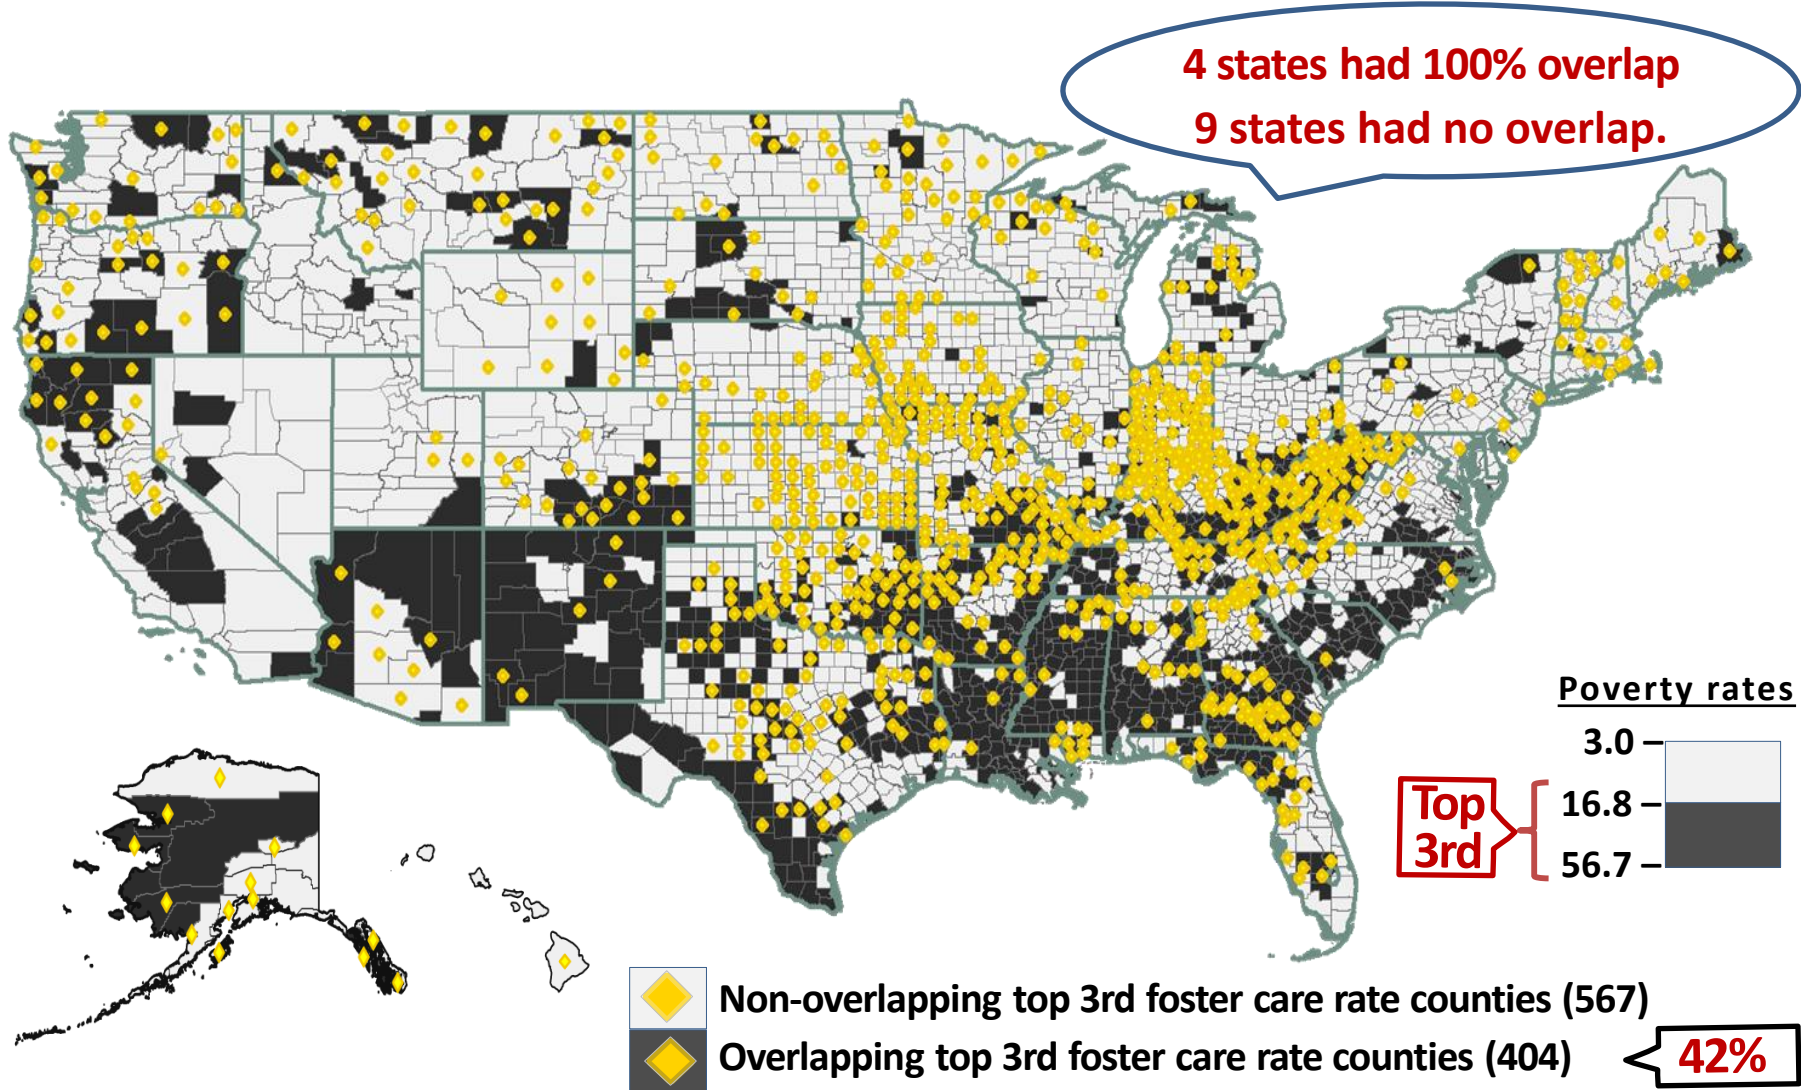 4 states had 100% overlap
9 states had no overlap.
Poverty rates
3.0
16.8
56.7
Top
3rd
Non-overlapping top 3rd foster care rate counties (567)
Overlapping top 3rd foster care rate counties (404)
42%